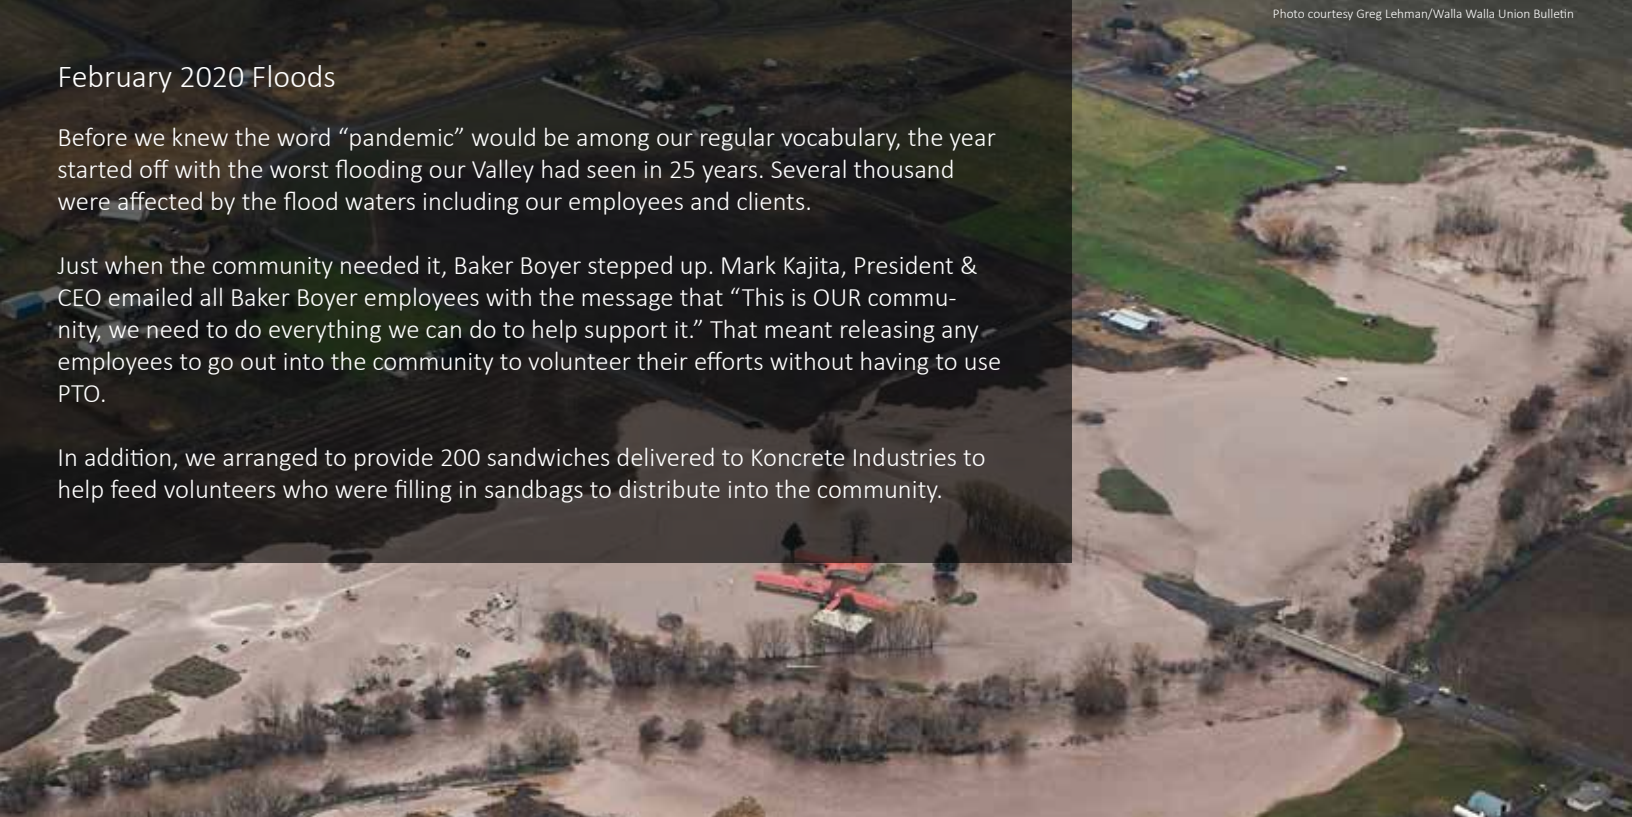 Photo courtesy Greg Lehman/Walla Walla Union Bulletin
February 2020 Floods
Before we knew the word “pandemic” would be among our regular vocabulary, the year
started off with the worst flooding our Valley had seen in 25 years. Several thousand
were affected by the flood waters including our employees and clients.
Just when the community needed it, Baker Boyer stepped up. Mark Kajita, President &
CEO emailed all Baker Boyer employees with the message that “This is OUR commu-
nity, we need to do everything we can do to help support it.” That meant releasing any
employees to go out into the community to volunteer their efforts without having to use
PTO.
In addition, we arranged to provide 200 sandwiches delivered to Koncrete Industries to
help feed volunteers who were filling in sandbags to distribute into the community.